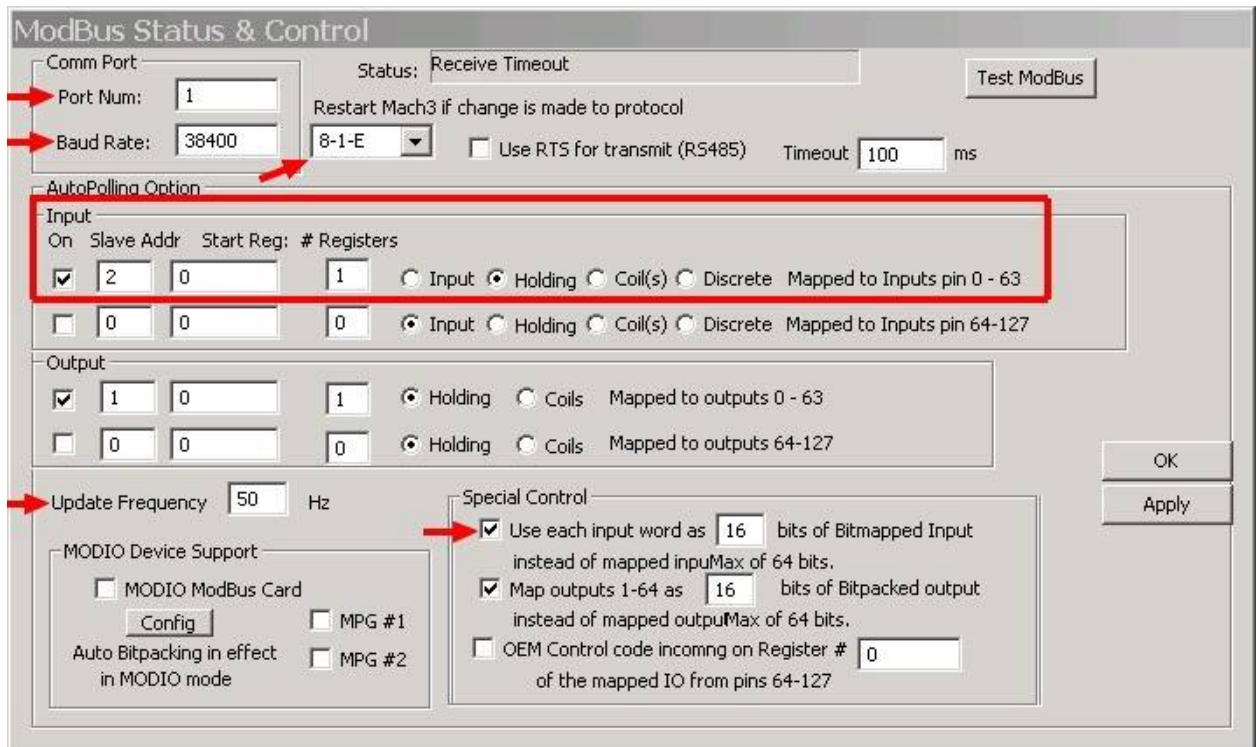 ModBus Status & Control
Comm Port
Port Num: 1
Baud Rate: 38400
Status: Receive Timeout
Test ModBus
Restart Mach3 if change is made to protocol
8-1-E
Use RTS for transmit (RS485)
Timeout 100 ms
AutoPolling Option
Input
On Slave Addr Start Reg: # Registers
2 0 1 Input Holding Coil(s) Discrete Mapped to Inputs pin 0 - 63
0 0 0 Input Holding Coil(s) Discrete Mapped to Inputs pin 64-127
Output
1 0 1 Holding Coils Mapped to outputs 0 - 63
0 0 0 Holding Coils Mapped to outputs 64-127
OK
Apply
Update Frequency 50 Hz
MODIO Device Support
MODIO ModBus Card
Config
MPG #1
Auto Bitpacking in effect
in MODIO mode
MPG #2
Special Control
Use each input word as 16 bits of Bitmapped Input
instead of mapped inpuMax of 64 bits.
Map outputs 1-64 as 16 bits of Bitpacked output
instead of mapped outpuMax of 64 bits.
OEM Control code incomng on Register # 0
of the mapped IO from pins 64-127